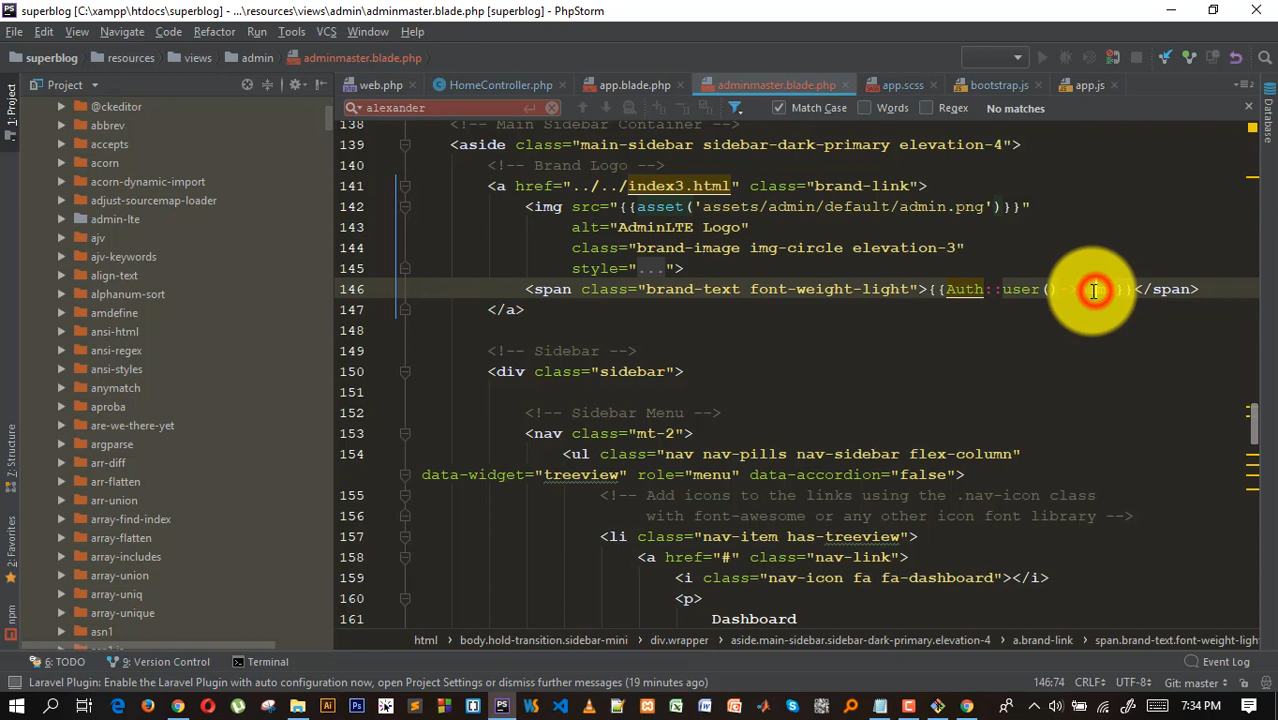 superblog [C:\xampp\htdocs\superblog] - ...\resources\views\admin\adminmaster.blade.php [superblog] - PhpStorm
File Edit View Navigate Code Refactor Run Tools VCS Window Help
superblog resources views admin adminmaster.blade.php
Project
web.php HomeController.php app.blade.php adminmaster.blade.php app.scss bootstrap.js app.js
alexander Match Case Words Regex No matches
1: Project
7: Structure
2: Favorites
npm
Database
@ckeditor
abbrev
accepts
acorn
acorn-dynamic-import
adjust-sourcemap-loader
admin-lte
ajv
ajv-keywords
align-text
alphanum-sort
amdefine
ansi-html
ansi-regex
ansi-styles
anymatch
aproba
are-we-there-yet
argparse
arr-diff
arr-flatten
arr-union
array-find-index
array-flatten
array-includes
array-union
array-uniq
array-unique
asn1
138 <!-- Main Sidebar Container -->
139 <aside class="main-sidebar sidebar-dark-primary elevation-4">
140 <!-- Brand Logo -->
141 <a href="../../index3.html" class="brand-link">
142 <img src="{{asset('assets/admin/default/admin.png')}}"
143 alt="AdminLTE Logo"
144 class="brand-image img-circle elevation-3"
145 style="...">
146 <span class="brand-text font-weight-light">{{Auth::user()-> }}</span>
147 </a>
148
149 <!-- Sidebar -->
150 <div class="sidebar">
151
152 <!-- Sidebar Menu -->
153 <nav class="mt-2">
154 <ul class="nav nav-pills nav-sidebar flex-column"
data-widget="treeview" role="menu" data-accordion="false">
155 <!-- Add icons to the links using the .nav-icon class
156 with font-awesome or any other icon font library -->
157 <li class="nav-item has-treeview">
158 <a href="#" class="nav-link">
159 <i class="nav-icon fa fa-dashboard"></i>
160 <p>
161 Dashboard
html body.hold-transition.sidebar-mini div.wrapper aside.main-sidebar.sidebar-dark-primary.elevation-4 a.brand-link span.brand-text.font-weight-light
6: TODO 9: Version Control Terminal Event Log
Laravel Plugin: Enable the Laravel Plugin with auto configuration now, open Project Settings or dismiss further messages (19 minutes ago) 146:74 CRLF UTF-8 Git: master
7:34 PM